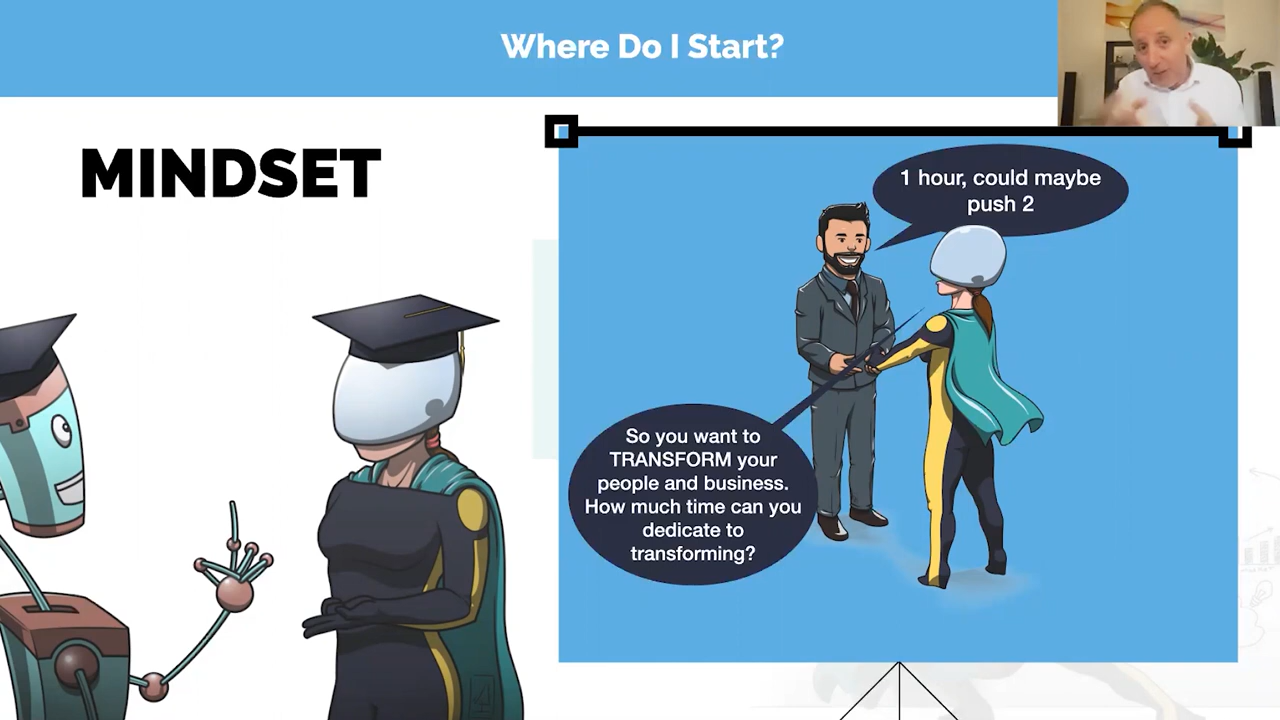 Where Do I Start?
MINDSET
1 hour, could maybe
push 2
So you want to
TRANSFORM your
people and business.
How much time can you
dedicate to
transforming?